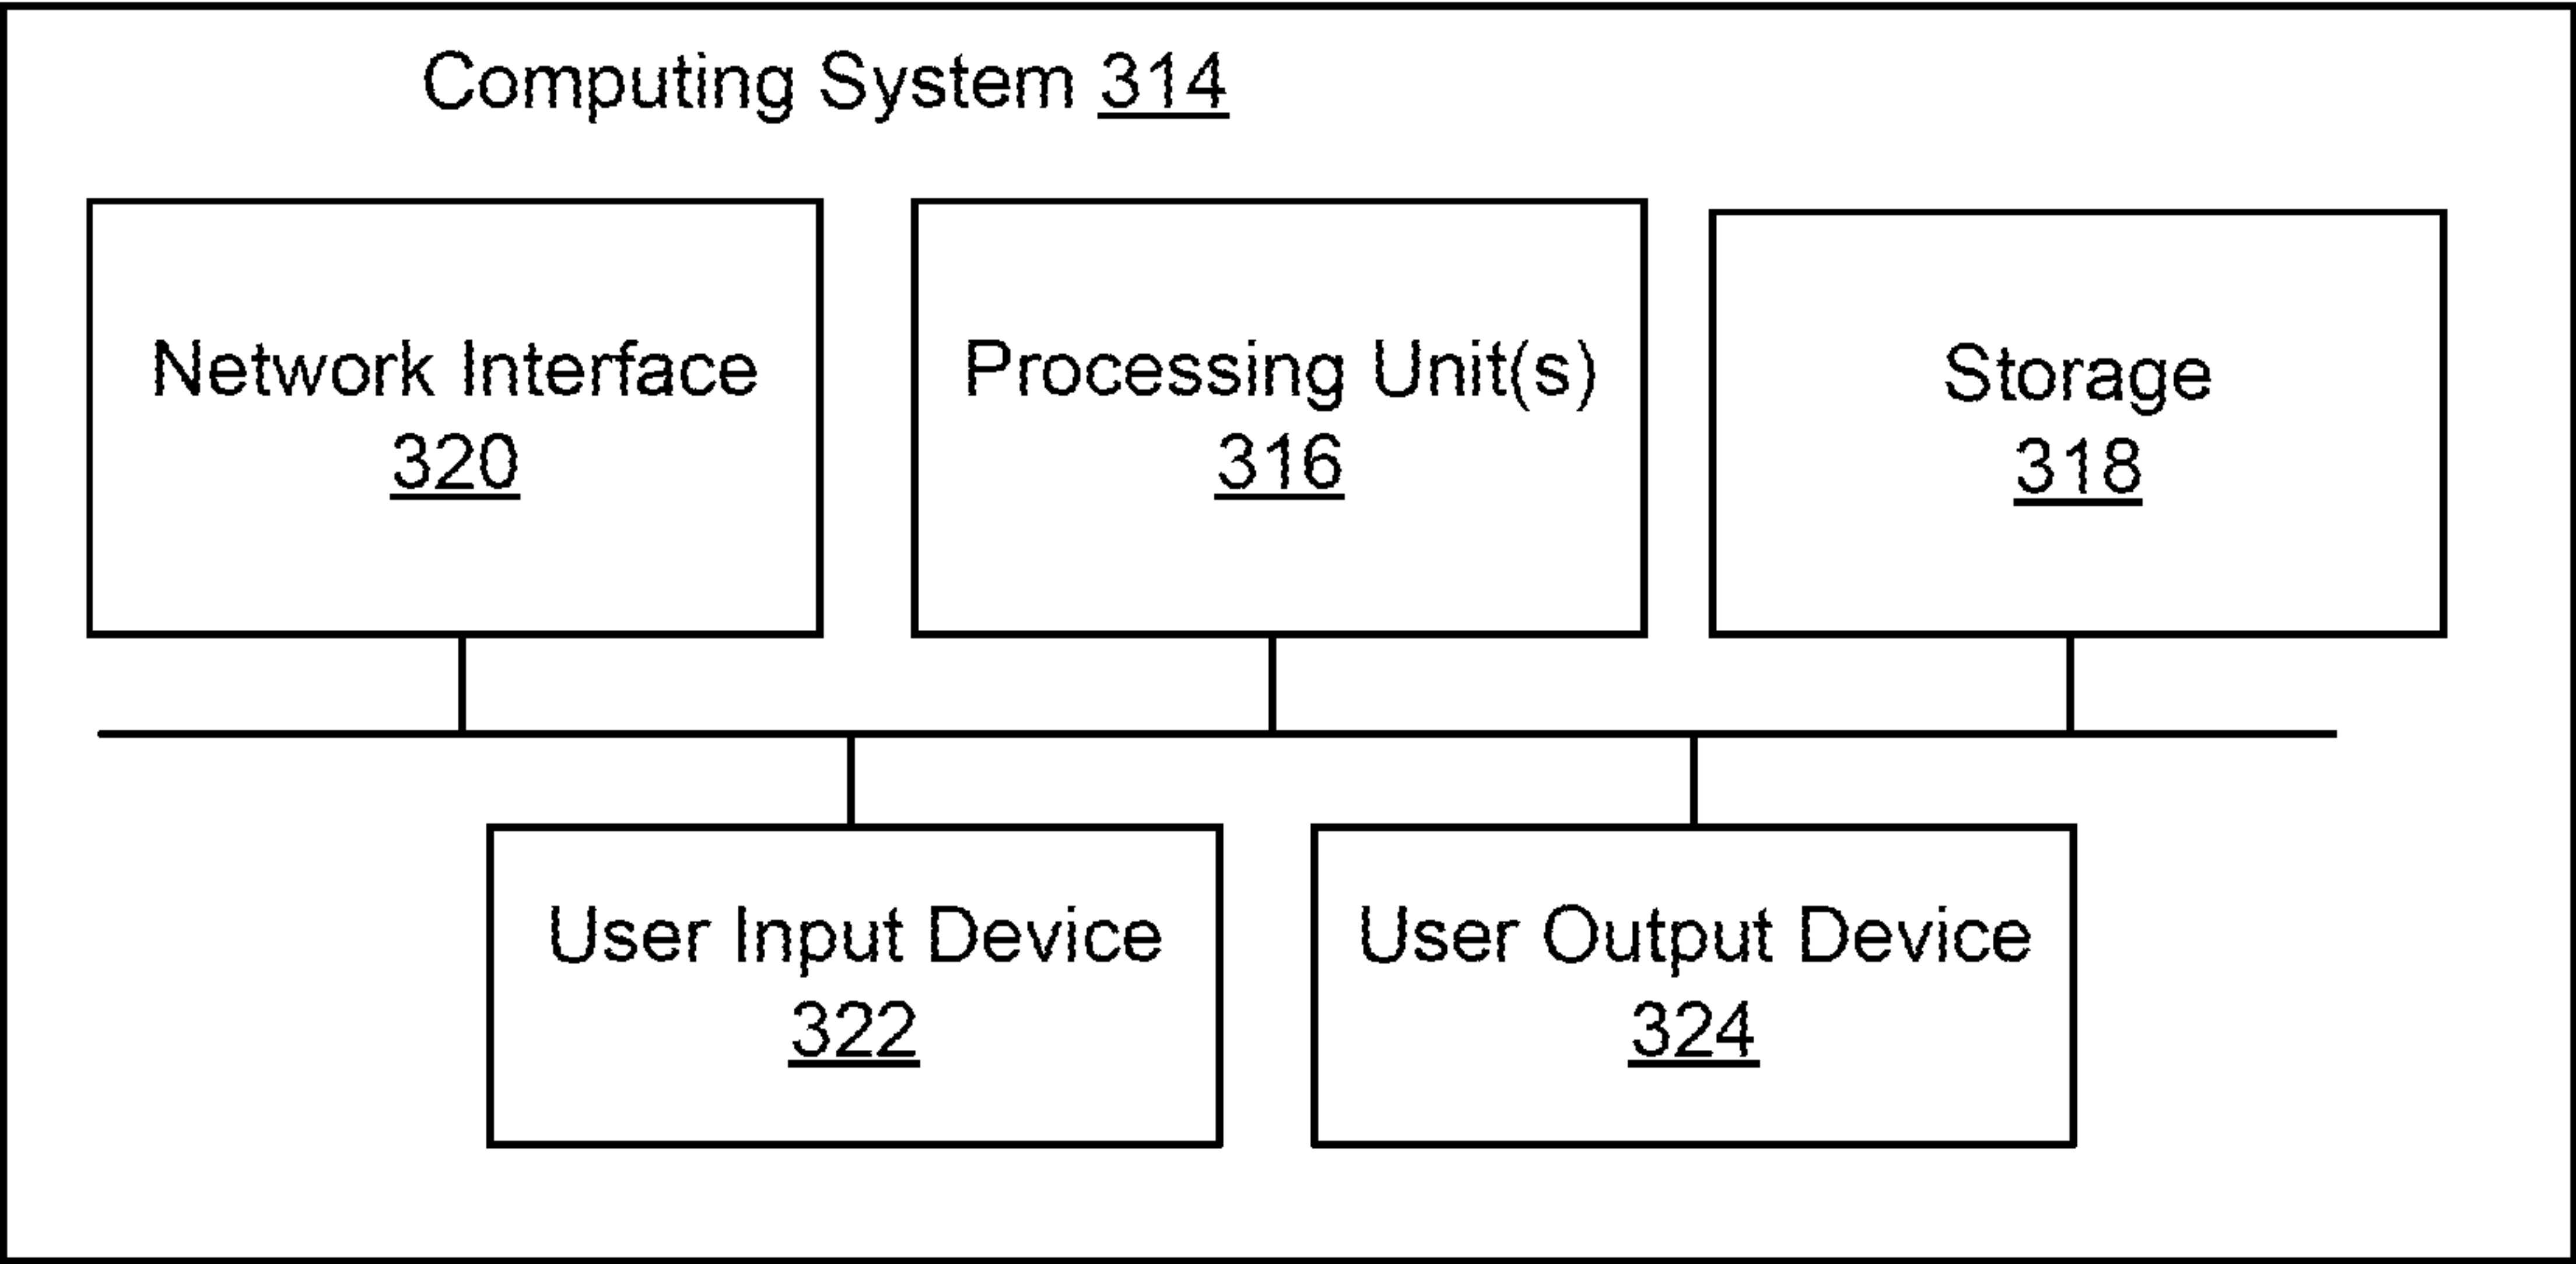 Computing System 314
Network Interface
320
Processing Unit(s)
316
Storage
318
User Input Device
322
User Output Device
324